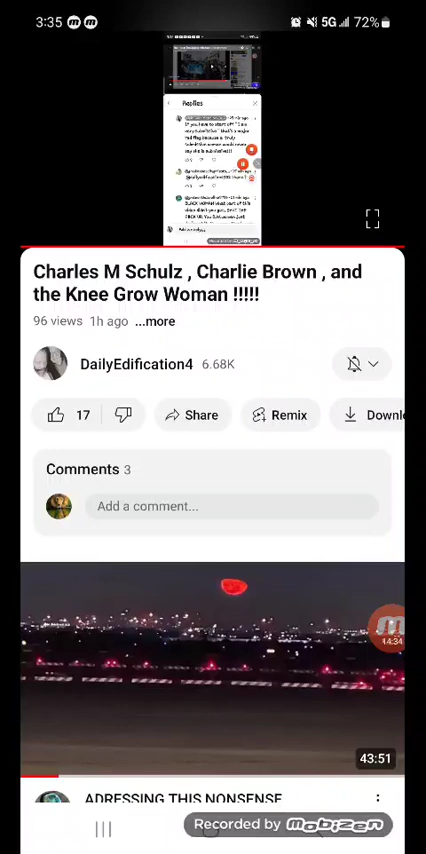 3:35
5G
72%
Replies
Charles M Schulz , Charlie Brown , and
the Knee Grow Woman !!!!!
96 views 1h ago ...more
DailyEdification4 6.68K
17
Share
Remix
Downl
Comments 3
Add a comment...
14:34
43:51
ADRESSING THIS NONSENSE
Recorded by Mobizen